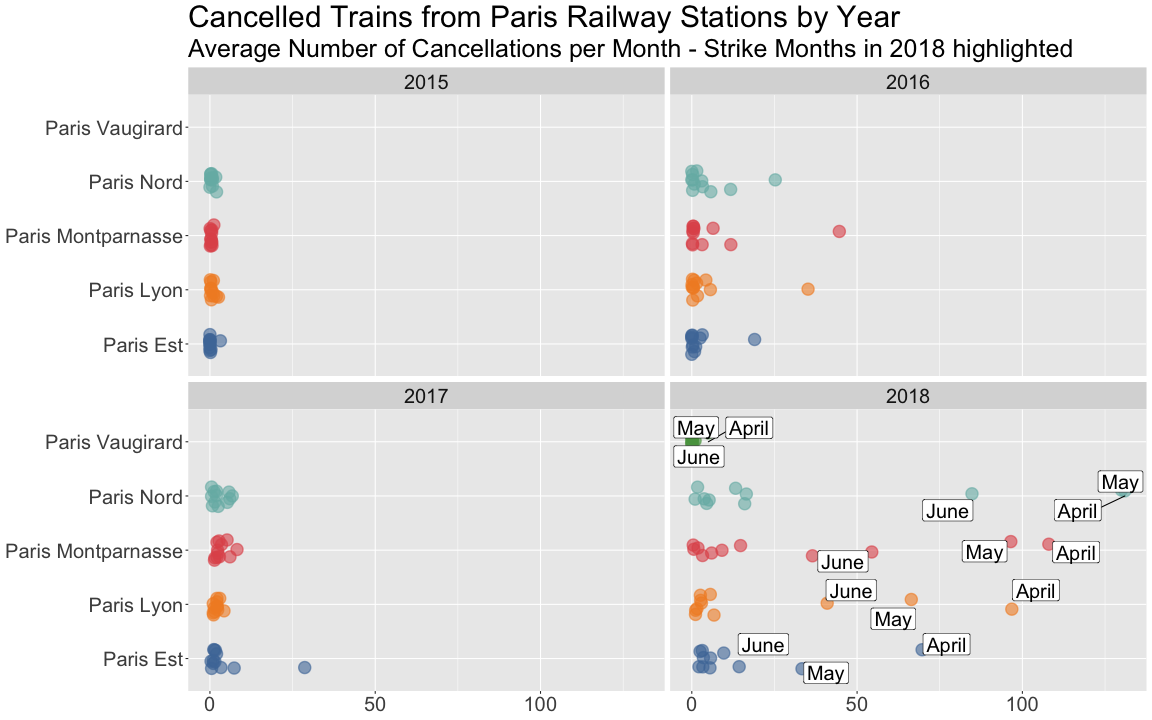 Cancelled Trains from Paris Railway Stations by Year
Average Number of Cancellations per Month - Strike Months in 2018 highlighted
2015
2016
Paris Vaugirard
Paris Nord
Paris Montparnasse
Paris Lyon
Paris Est
2017
2018
Paris Vaugirard
May
April
June
Paris Nord
May
June
April
Paris Montparnasse
June
May
April
Paris Lyon
June
April
May
Paris Est
June
April
May
0
50
100
0
50
100